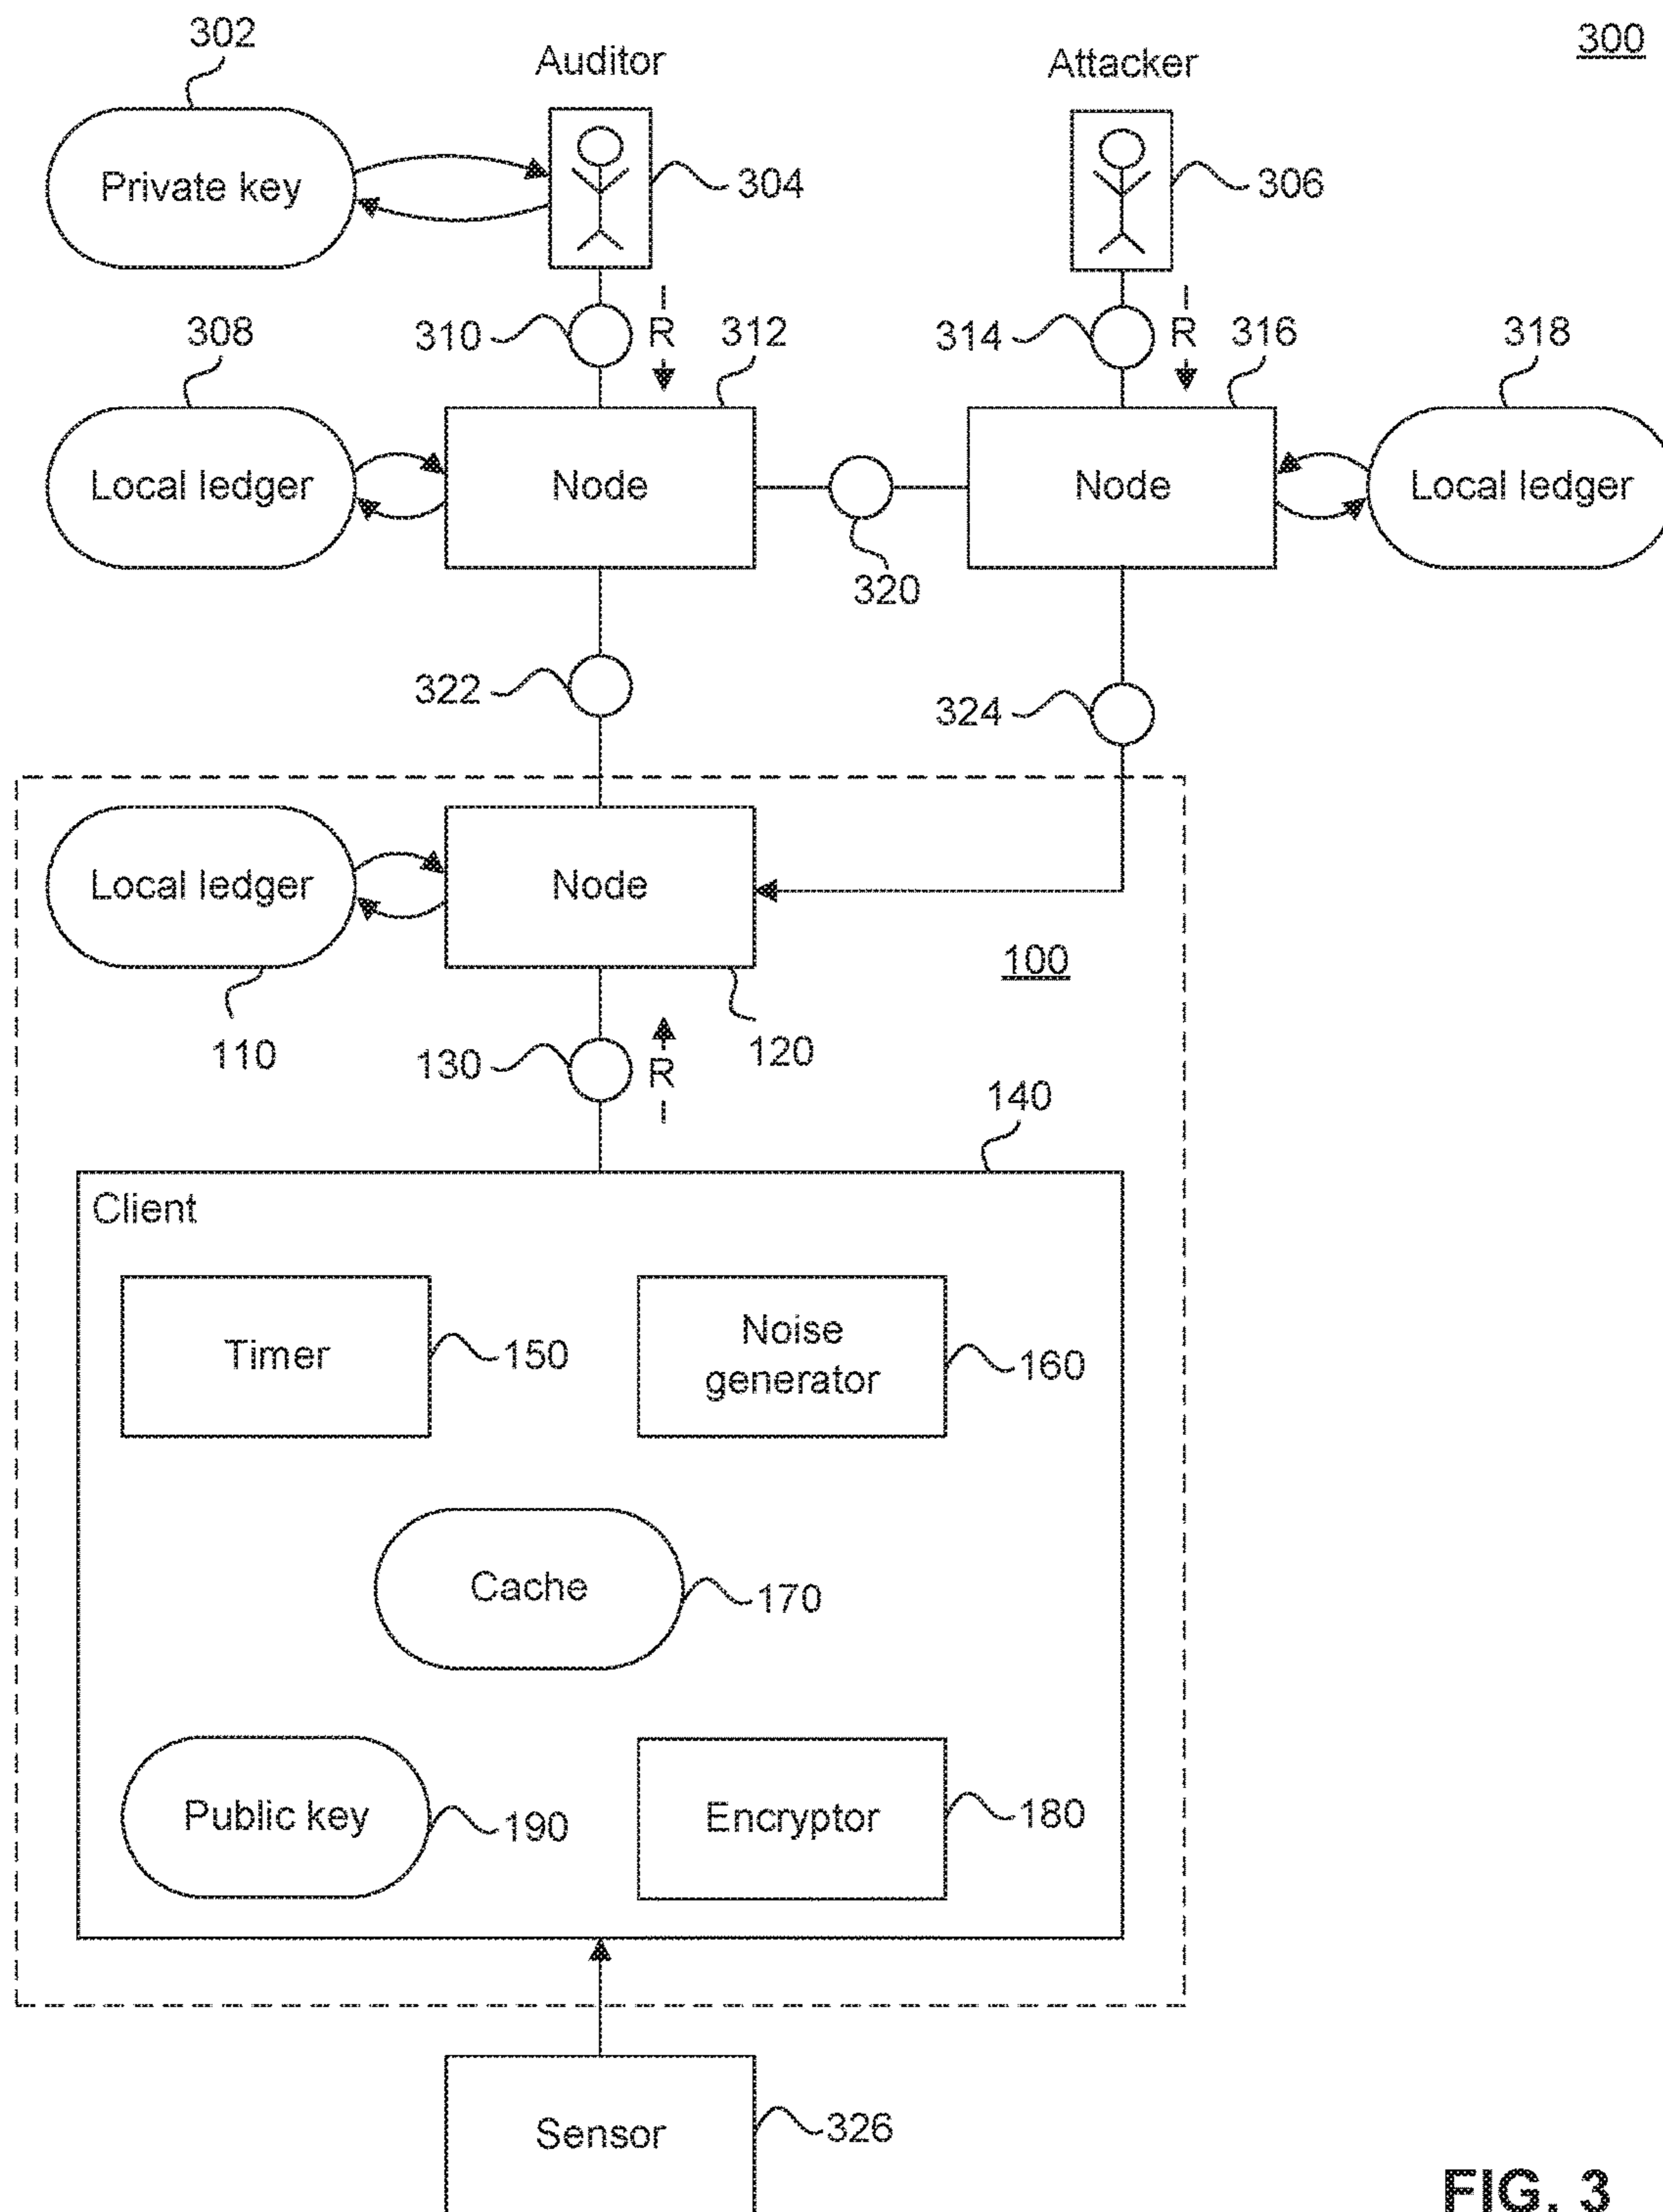 302
Auditor
Attacker
300
Private key
304
306
308
310
R
312
314
R
316
318
Local ledger
Node
Node
Local ledger
320
322
324
Local ledger
Node
100
110
130
R
120
140
Client
Timer
150
Noise
generator
160
Cache
170
Public key
190
Encryptor
180
Sensor
326
FIG. 3